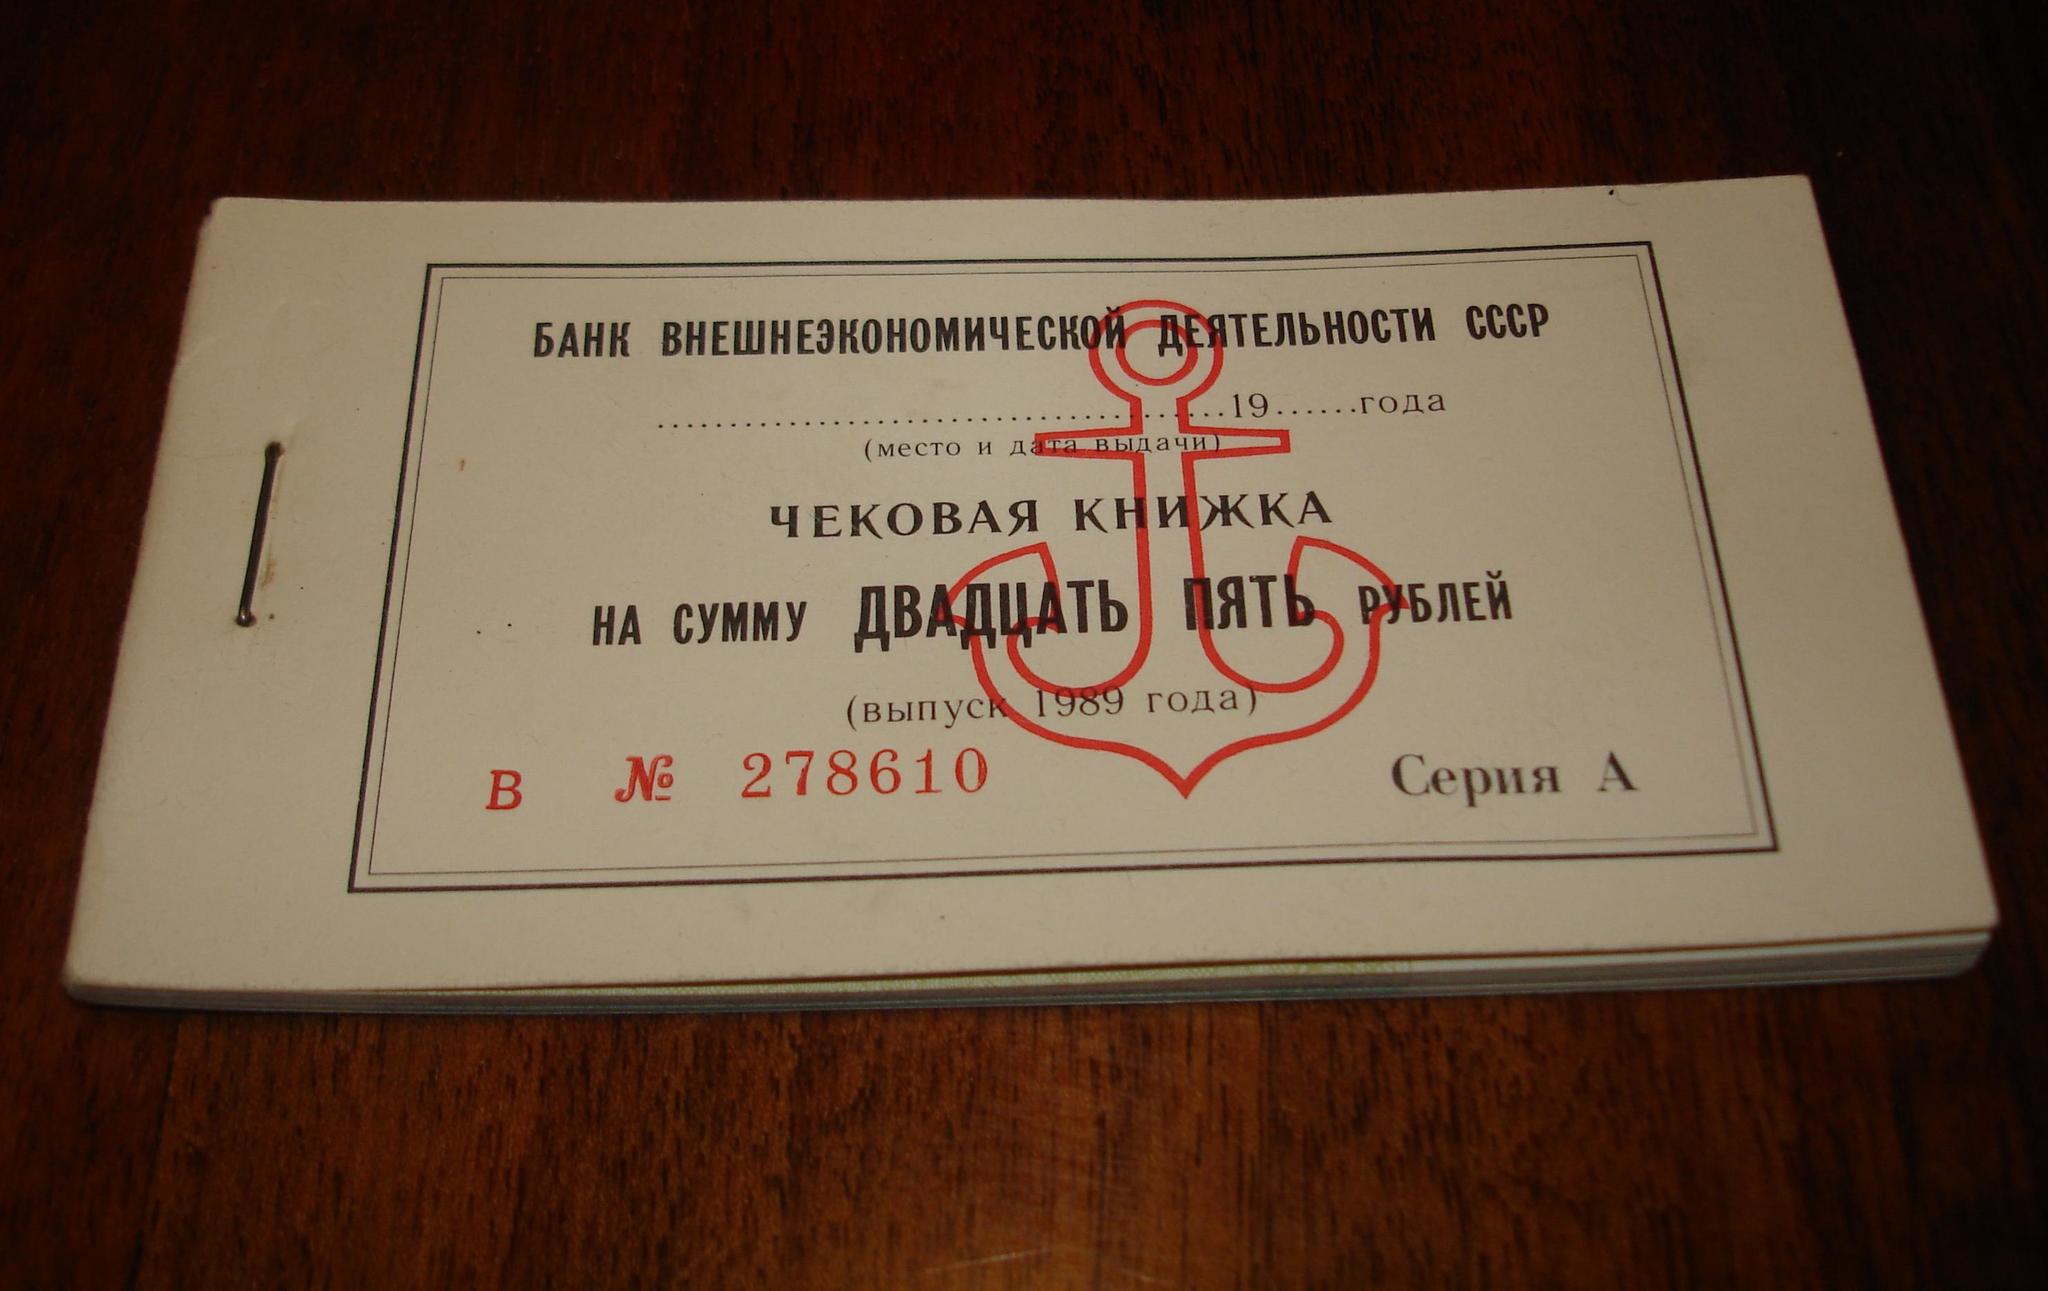 БАНК ВНЕШНЕЭКОНОМИЧЕСКОЙ ДЕЯТЕЛЬНОСТИ СССР
........................................19......года
(место и дата выдачи)
ЧЕКОВАЯ КНИЖКА
НА СУММУ ДВАДЦАТЬ ПЯТЬ РУБЛЕЙ
(выпуск 1989 года)
В № 278610 Серия А